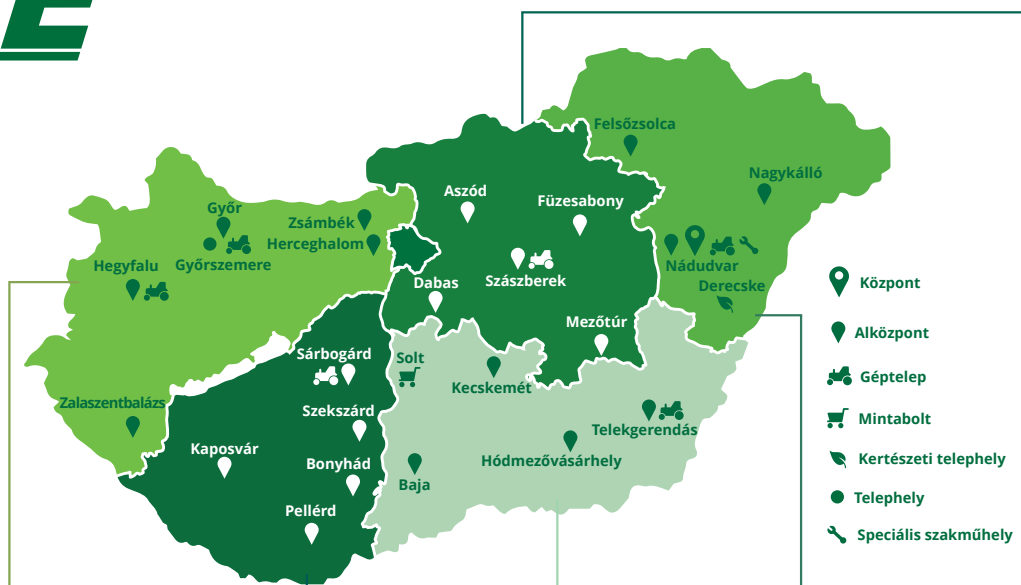 Felsőzsolca
Nagykálló
Aszód
Füzesabony
Győr
Zsámbék
Herceghalom
Győrszemere
Hegyfalu
Szászberek
Nádudvar
Derecske
Dabas
Mezőtúr
Sárbogárd
Solt
Kecskemét
Zalaszentbalázs
Szekszárd
Telekgerendás
Kaposvár
Bonyhád
Hódmezővásárhely
Baja
Pellérd
Központ
Alközpont
Géptelep
Mintabolt
Kertészeti telephely
Telephely
Speciális szakműhely